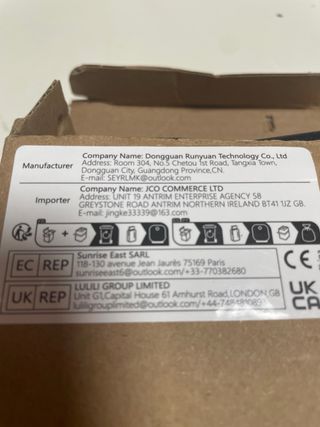 Manufacturer
Company Name: Dongguan Runyuan Technology Co., Ltd
Address: Room 304, No.5 Chetou 1st Road, Tangxia Town,
Dongguan City, Guangdong Province,CN.
E-mail: SEYRLMK@outlook.com
Importer
Company Name: JCO COMMERCE LTD
Address: UNIT 19 ANTRIM ENTERPRISE AGENCY 58
GREYSTONE ROAD ANTRIM NORTHERN IRELAND BT41 1JZ GB.
E-mail: jingke33339@163.com
EC REP
Sunrise East SARL
118-130 avenue Jean Jaurès 75169 Paris
sunriseeast6@outlook.com/+33-770382680
CE
UK REP
LULILI GROUP LIMITED
Unit G1,Capital House 61 Amhurst Road,LONDON,GB
UK
CA